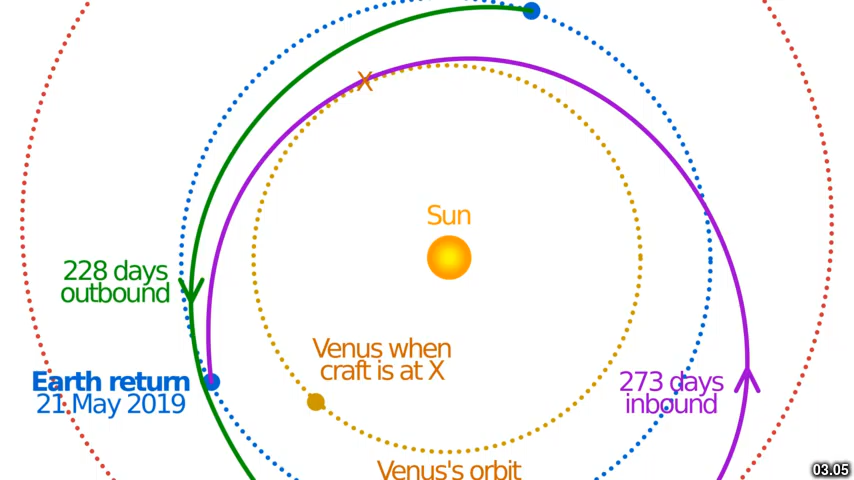 Sun
228 days
outbound
Venus when
craft is at X
Earth return
21 May 2019
273 days
inbound
Venus's orbit
X
03.05